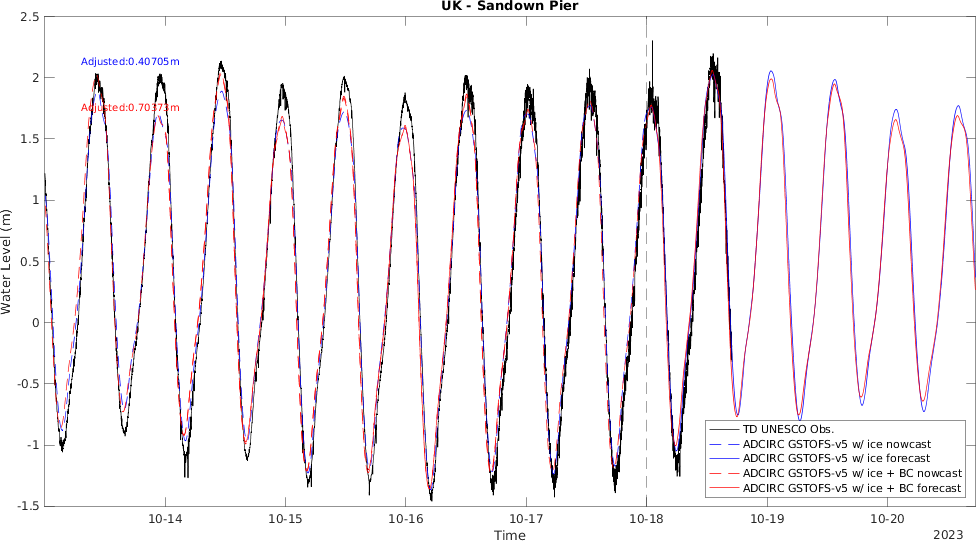 UK - Sandown Pier
2.5
2
1.5
1
0.5
0
-0.5
-1
-1.5
Water Level (m)
Adjusted:0.40705m
Adjusted:0.70373m
TD UNESCO Obs.
ADCIRC GSTOFS-v5 w/ ice nowcast
ADCIRC GSTOFS-v5 w/ ice forecast
ADCIRC GSTOFS-v5 w/ ice + BC nowcast
ADCIRC GSTOFS-v5 w/ ice + BC forecast
10-14 10-15 10-16 10-17 10-18 10-19 10-20
Time
2023